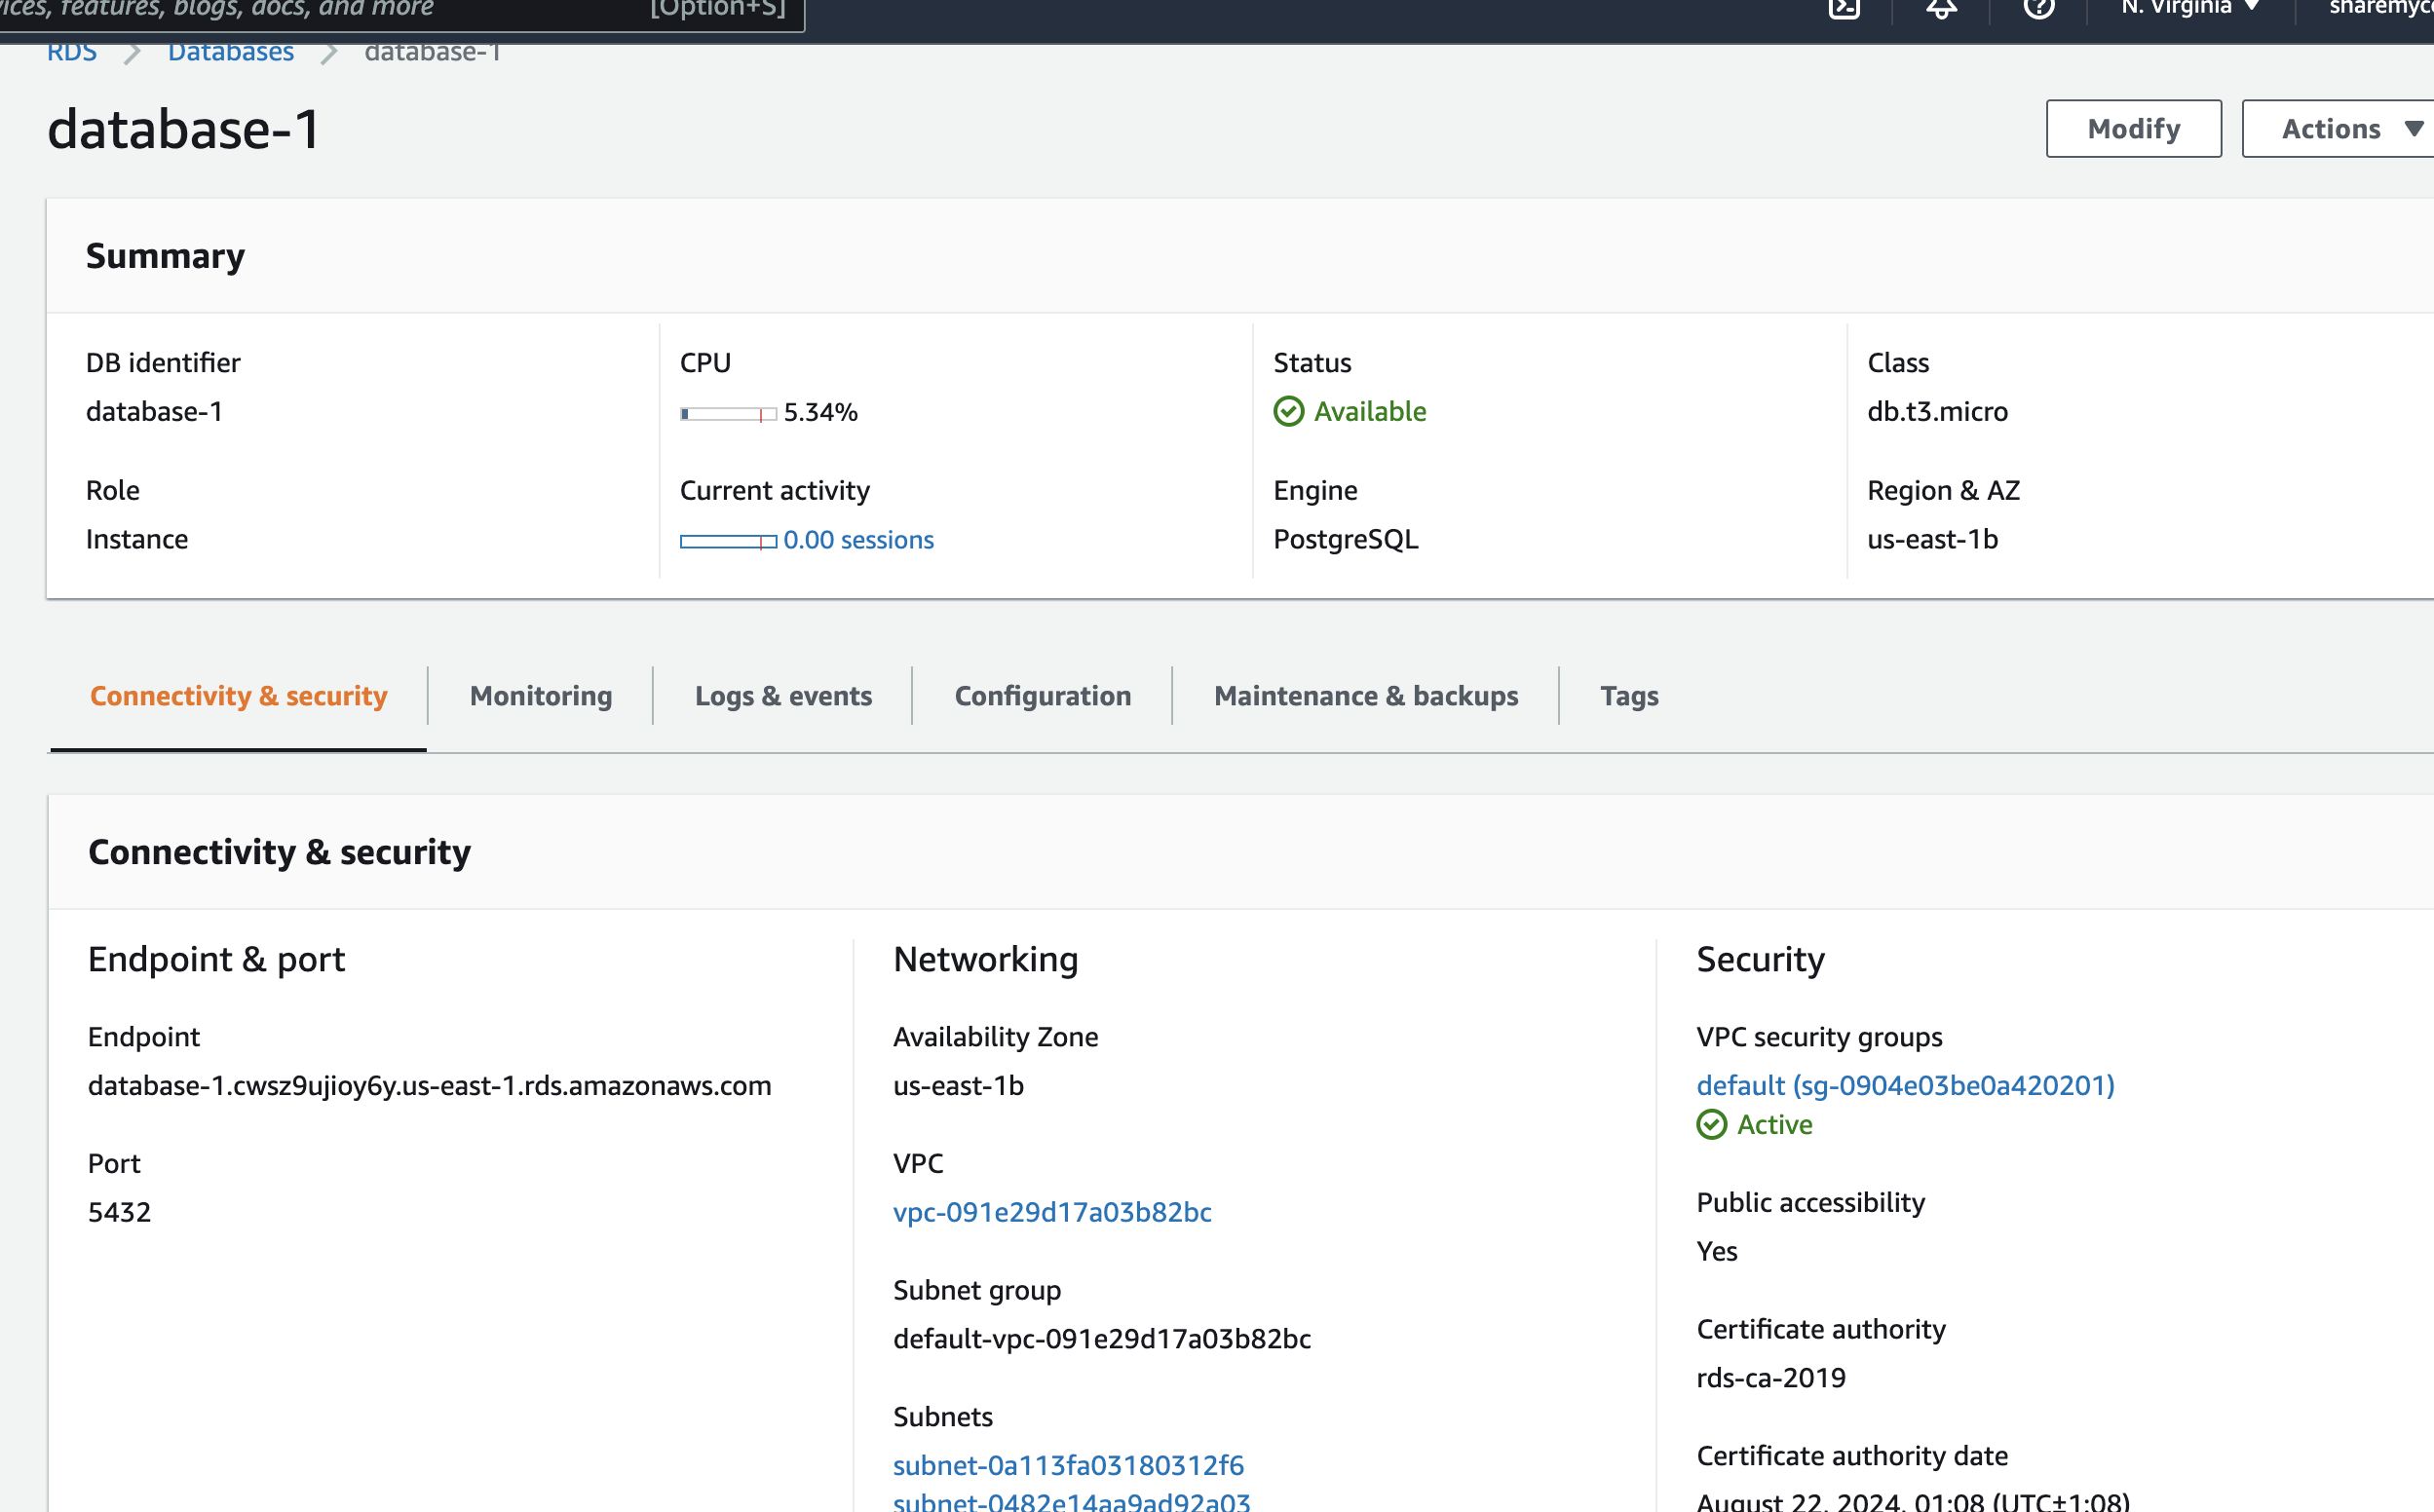 vices, features, blogs, docs, and more [Option+S] N. Virginia ▼ sharemyc
RDS > Databases > database-1
database-1
Modify Actions ▼
Summary
DB identifier CPU Status Class
database-1 5.34% Available db.t3.micro
Role Current activity Engine Region & AZ
Instance 0.00 sessions PostgreSQL us-east-1b
Connectivity & security Monitoring Logs & events Configuration Maintenance & backups Tags
Connectivity & security
Endpoint & port
Endpoint
database-1.cwsz9ujioy6y.us-east-1.rds.amazonaws.com
Port
5432
Networking
Availability Zone
us-east-1b
VPC
vpc-091e29d17a03b82bc
Subnet group
default-vpc-091e29d17a03b82bc
Subnets
subnet-0a113fa03180312f6
subnet-0482e14aa9ad92a03
Security
VPC security groups
default (sg-0904e03be0a420201)
Active
Public accessibility
Yes
Certificate authority
rds-ca-2019
Certificate authority date
August 22, 2024, 01:08 (UTC±1:08)